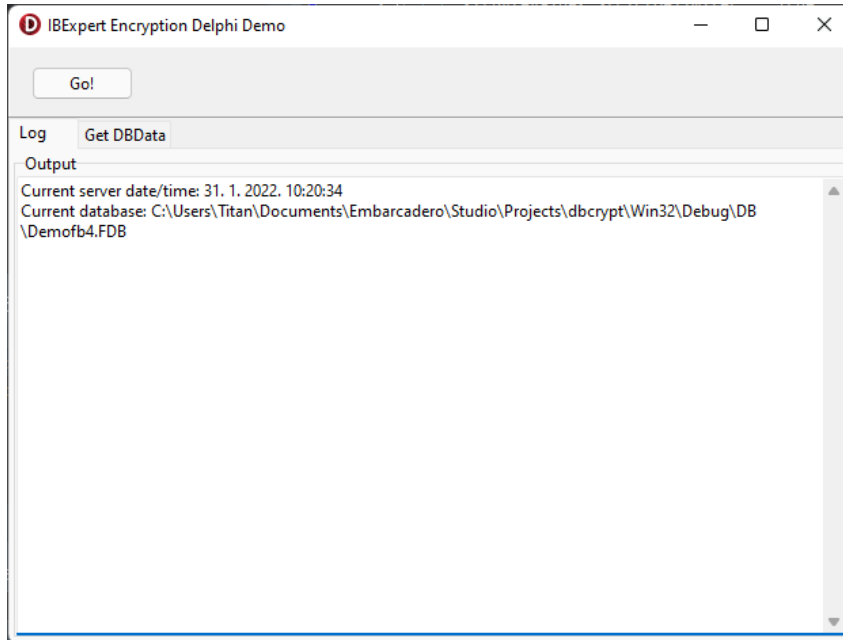 IBExpert Encryption Delphi Demo
Go!
Log Get DBData
Output
Current server date/time: 31. 1. 2022. 10:20:34
Current database: C:\Users\Titan\Documents\Embarcadero\Studio\Projects\dbcrypt\Win32\Debug\DB
\Demofb4.FDB